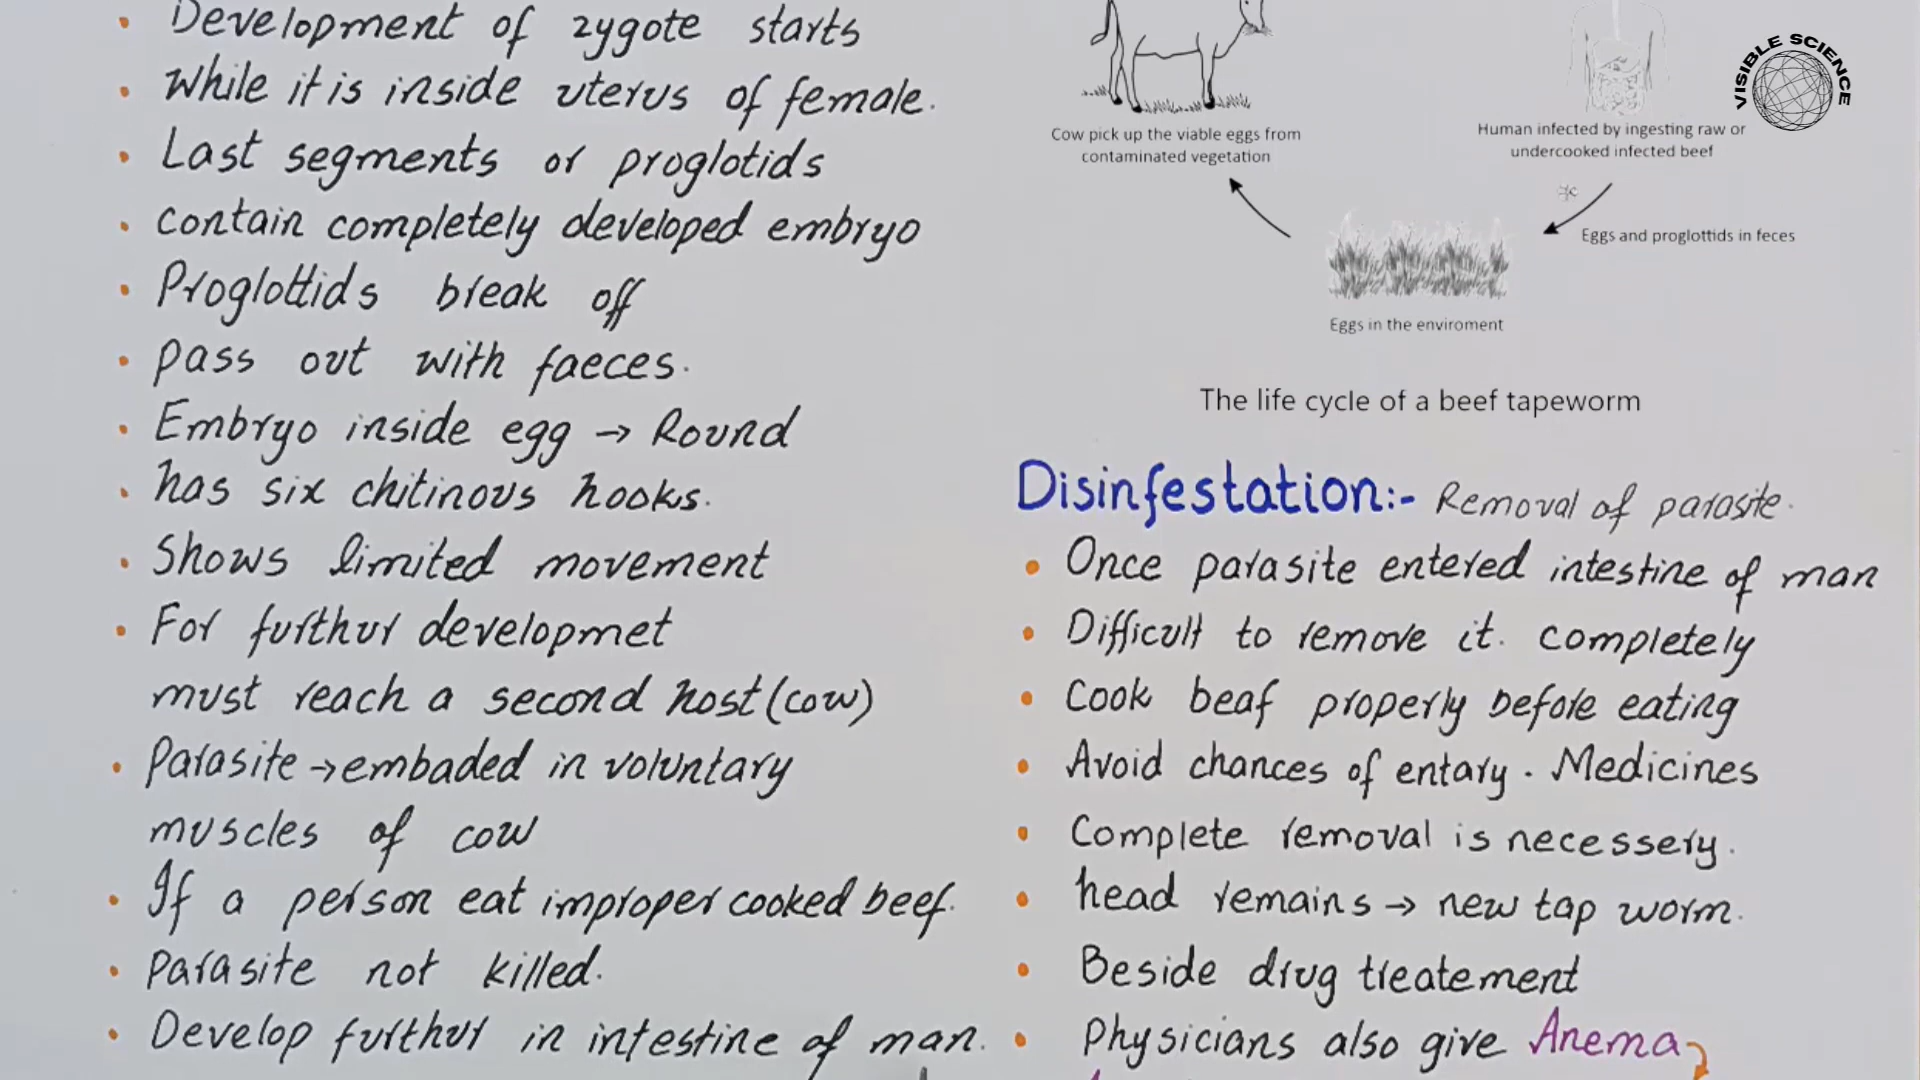 Development of zygote starts
While it is inside uterus of female.
Last segments or proglotids
contain completely developed embryo
Proglottids break off
pass out with faeces.
Embryo inside egg → Round
has six chitinous hooks.
Shows limited movement
For furthur developmet
must reach a second host (cow)
Parasite → embaded in voluntary
muscles of cow
If a person eat improper cooked beef.
Parasite not killed.
Develop furthur in intestine of man.
VISIBLE SCIENCE
Cow pick up the viable eggs from
contaminated vegetation
Human infected by ingesting raw or
undercooked infected beef
Eggs and proglottids in feces
Eggs in the enviroment
The life cycle of a beef tapeworm
Disinfestation:- Removal of parasite.
Once parasite entered intestine of man
Difficult to remove it. completely
Cook beaf properly before eating
Avoid chances of entary. Medicines
Complete removal is necessery.
head remains → new tap worm.
Beside drug treatement
Physicians also give Anema